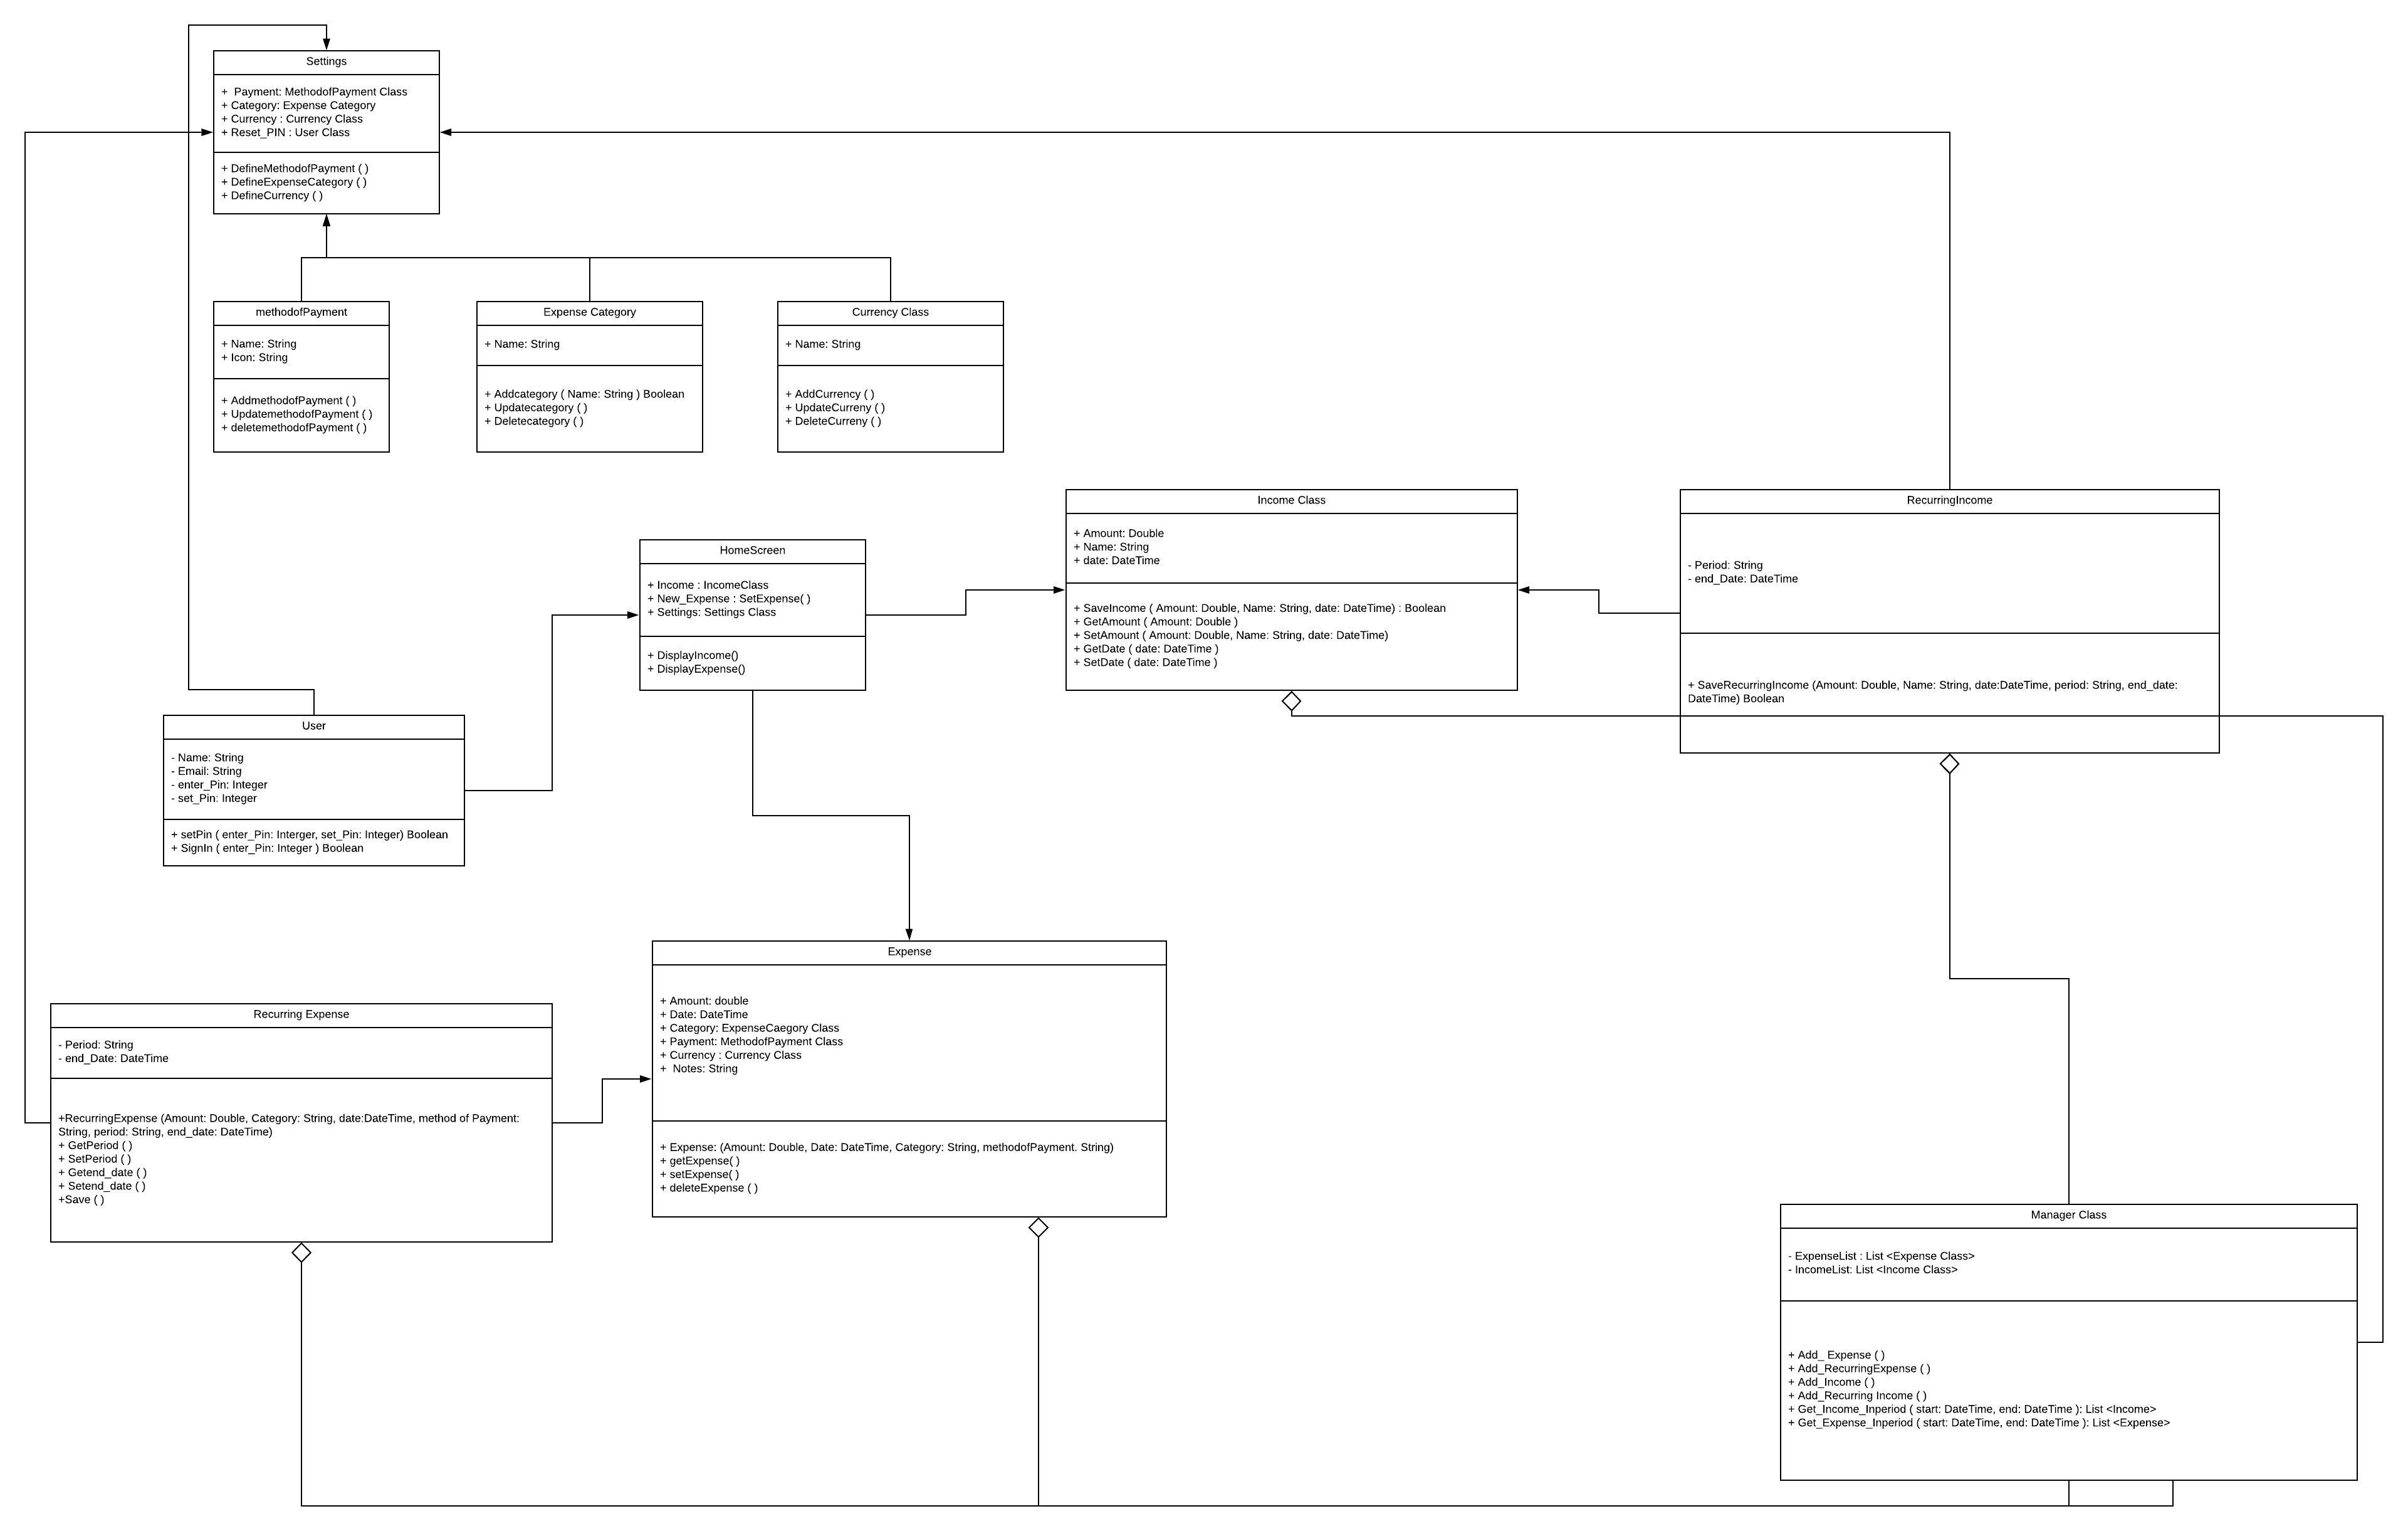 Settings
+  Payment: MethodofPayment Class
+ Category: Expense Category
+ Currency : Currency Class
+ Reset_PIN : User Class
+ DefineMethodofPayment ( )
+ DefineExpenseCategory ( )
+ DefineCurrency ( )
methodofPayment
+ Name: String
+ Icon: String
+ AddmethodofPayment ( )
+ UpdatemethodofPayment ( )
+ deletemethodofPayment ( )
Expense Category
+ Name: String
+ Addcategory ( Name: String ) Boolean
+ Updatecategory ( )
+ Deletecategory ( )
Currency Class
+ Name: String
+ AddCurrency ( )
+ UpdateCurreny ( )
+ DeleteCurreny ( )
Income Class
+ Amount: Double
+ Name: String
+ date: DateTime
+ SaveIncome ( Amount: Double, Name: String, date: DateTime) : Boolean
+ GetAmount ( Amount: Double )
+ SetAmount ( Amount: Double, Name: String, date: DateTime)
+ GetDate ( date: DateTime )
+ SetDate ( date: DateTime )
RecurringIncome
- Period: String
- end_Date: DateTime
+ SaveRecurringIncome (Amount: Double, Name: String, date:DateTime, period: String, end_date:
DateTime) Boolean
HomeScreen
+ Income : IncomeClass
+ New_Expense : SetExpense( )
+ Settings: Settings Class
+ DisplayIncome()
+ DisplayExpense()
User
- Name: String
- Email: String
- enter_Pin: Integer
- set_Pin: Integer
+ setPin ( enter_Pin: Interger, set_Pin: Integer) Boolean
+ SignIn ( enter_Pin: Integer ) Boolean
Expense
+ Amount: double
+ Date: DateTime
+ Category: ExpenseCaegory Class
+ Payment: MethodofPayment Class
+ Currency : Currency Class
+  Notes: String
+ Expense: (Amount: Double, Date: DateTime, Category: String, methodofPayment. String)
+ getExpense( )
+ setExpense( )
+ deleteExpense ( )
Recurring Expense
- Period: String
- end_Date: DateTime
+RecurringExpense (Amount: Double, Category: String, date:DateTime, method of Payment:
String, period: String, end_date: DateTime)
+ GetPeriod ( )
+ SetPeriod ( )
+ Getend_date ( )
+ Setend_date ( )
+Save ( )
Manager Class
- ExpenseList : List <Expense Class>
- IncomeList: List <Income Class>
+ Add_ Expense ( )
+ Add_RecurringExpense ( )
+ Add_Income ( )
+ Add_Recurring Income ( )
+ Get_Income_Inperiod ( start: DateTime, end: DateTime ): List <Income>
+ Get_Expense_Inperiod ( start: DateTime, end: DateTime ): List <Expense>